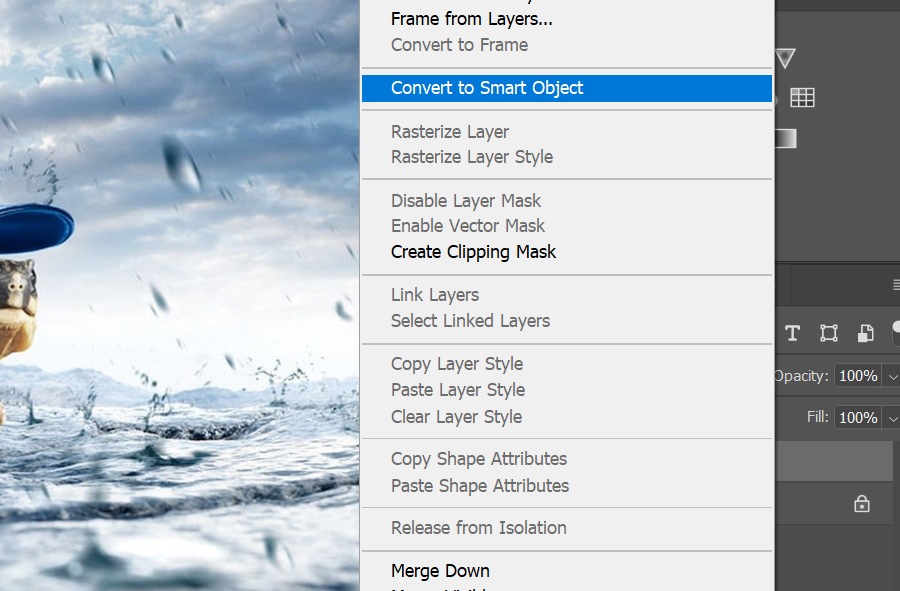 Frame from Layers...
Convert to Frame
Convert to Smart Object
Rasterize Layer
Rasterize Layer Style
Disable Layer Mask
Enable Vector Mask
Create Clipping Mask
Link Layers
Select Linked Layers
Copy Layer Style
Paste Layer Style
Clear Layer Style
Copy Shape Attributes
Paste Shape Attributes
Release from Isolation
Merge Down
Opacity: 100%
Fill: 100%